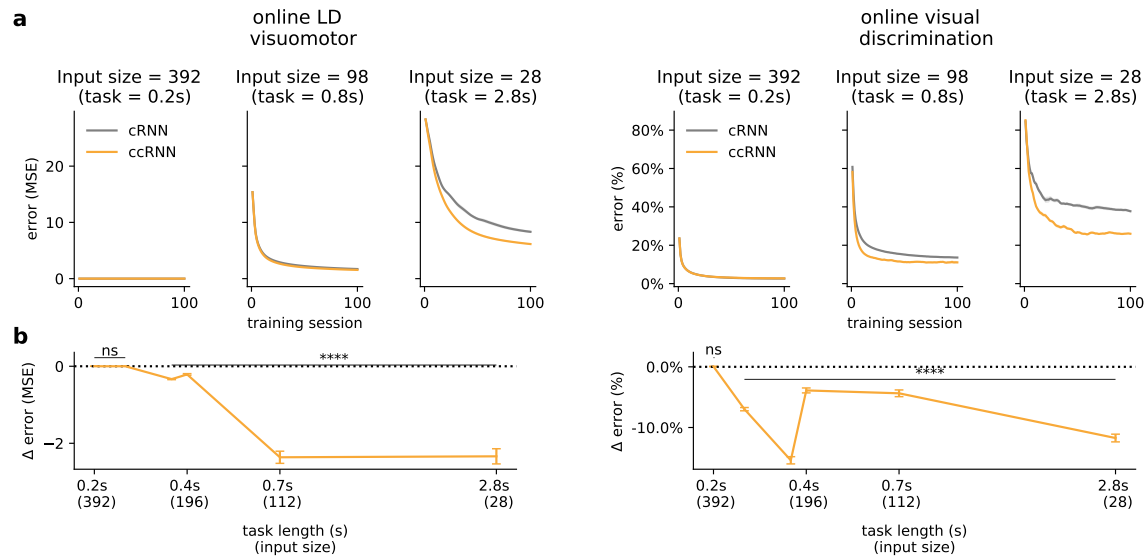 a
online LD
visuomotor
online visual
discrimination
Input size = 392
(task = 0.2s)
Input size = 98
(task = 0.8s)
Input size = 28
(task = 2.8s)
Input size = 392
(task = 0.2s)
Input size = 98
(task = 0.8s)
Input size = 28
(task = 2.8s)
error (MSE)
20
10
0
cRNN
ccRNN
0
100
0
100
0
100
training session
error (%)
80%
60%
40%
20%
0%
cRNN
ccRNN
0
100
0
100
0
100
training session
b
Δ error (MSE)
0
−2
ns
****
0.2s
(392)
0.4s
(196)
0.7s
(112)
2.8s
(28)
task length (s)
(input size)
Δ error (%)
0.0%
-10.0%
ns
****
0.2s
(392)
0.4s
(196)
0.7s
(112)
2.8s
(28)
task length (s)
(input size)